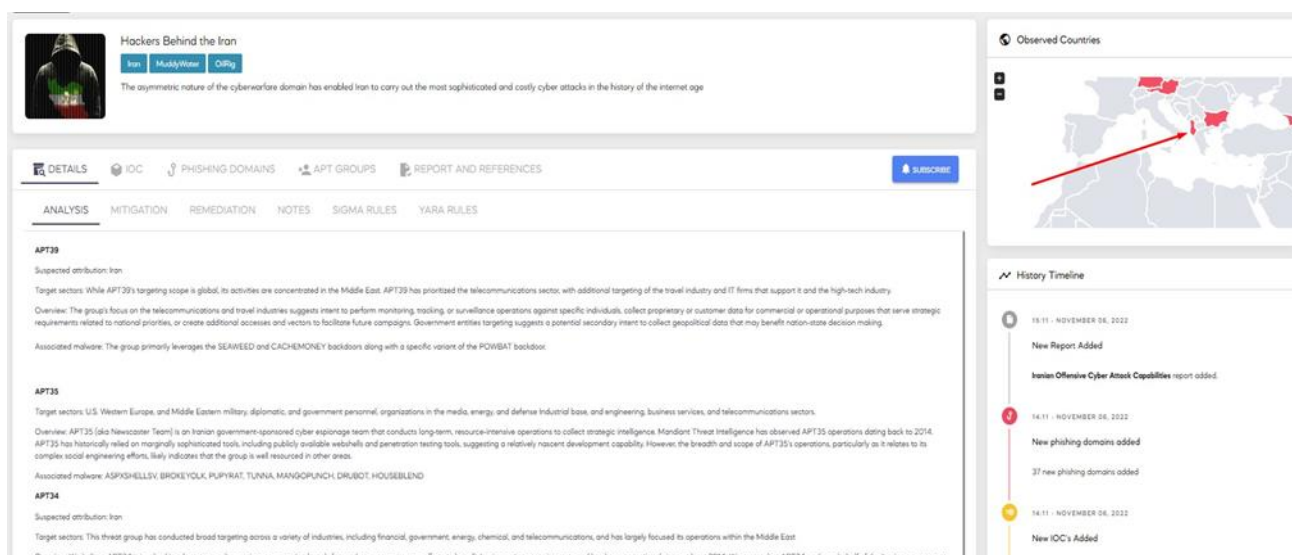 Hackers Behind the Iran
Iran MuddyWater OilRig
The asymmetric nature of the cyberwarfare domain has enabled Iran to carry out the most sophisticated and costly cyber attacks in the history of the internet age
DETAILS IOC PHISHING DOMAINS APT GROUPS REPORT AND REFERENCES SUBSCRIBE
ANALYSIS MITIGATION REMEDIATION NOTES SIGMA RULES YARA RULES
APT39
Suspected attribution: Iran
Target sectors: While APT39's targeting scope is global, its activities are concentrated in the Middle East. APT39 has prioritized the telecommunications sector, with additional targeting of the travel industry and IT firms that support it and the high-tech industry.
Overview: The group's focus on the telecommunications and travel industries suggests intent to perform monitoring, tracking, or surveillance operations against specific individuals, collect proprietary or customer data for commercial or operational purposes that serve strategic
requirements related to national priorities, or create additional accesses and vectors to facilitate future campaigns. Government entities targeting suggests a potential secondary intent to collect geopolitical data that may benefit nation-state decision making.
Associated malware: The group primarily leverages the SEAWEED and CACHEMONEY backdoors along with a specific variant of the POWBAT backdoor.
APT35
Target sectors: U.S. Western Europe, and Middle Eastern military, diplomatic, and government personnel, organizations in the media, energy, and defense Industrial base, and engineering, business services, and telecommunications sectors.
Overview: APT35 (aka Newscaster Team) is an Iranian government-sponsored cyber espionage team that conducts long-term, resource-intensive operations to collect strategic intelligence. Mandiant Threat Intelligence has observed APT35 operations dating back to 2014.
APT35 has historically relied on marginally sophisticated tools, including publicly available webshells and penetration testing tools, suggesting a relatively nascent development capability. However, the breadth and scope of APT35's operations, particularly as it relates to its
complex social engineering efforts, likely indicates that the group is well resourced in other areas.
Associated malware: ASPXSHELLSV, BROKEYOLK, PUPYRAT, TUNNA, MANGOPUNCH, DRUBOT, HOUSEBLEND
APT34
Suspected attribution: Iran
Target sectors: This threat group has conducted broad targeting across a variety of industries, including financial, government, energy, chemical, and telecommunications, and has largely focused its operations within the Middle East
Observed Countries
+
-
History Timeline
15:11 - NOVEMBER 08, 2022
New Report Added
Iranian Offensive Cyber Attack Capabilities report added.
14:11 - NOVEMBER 08, 2022
New phishing domains added
37 new phishing domains added
14:11 - NOVEMBER 08, 2022
New IOC's Added